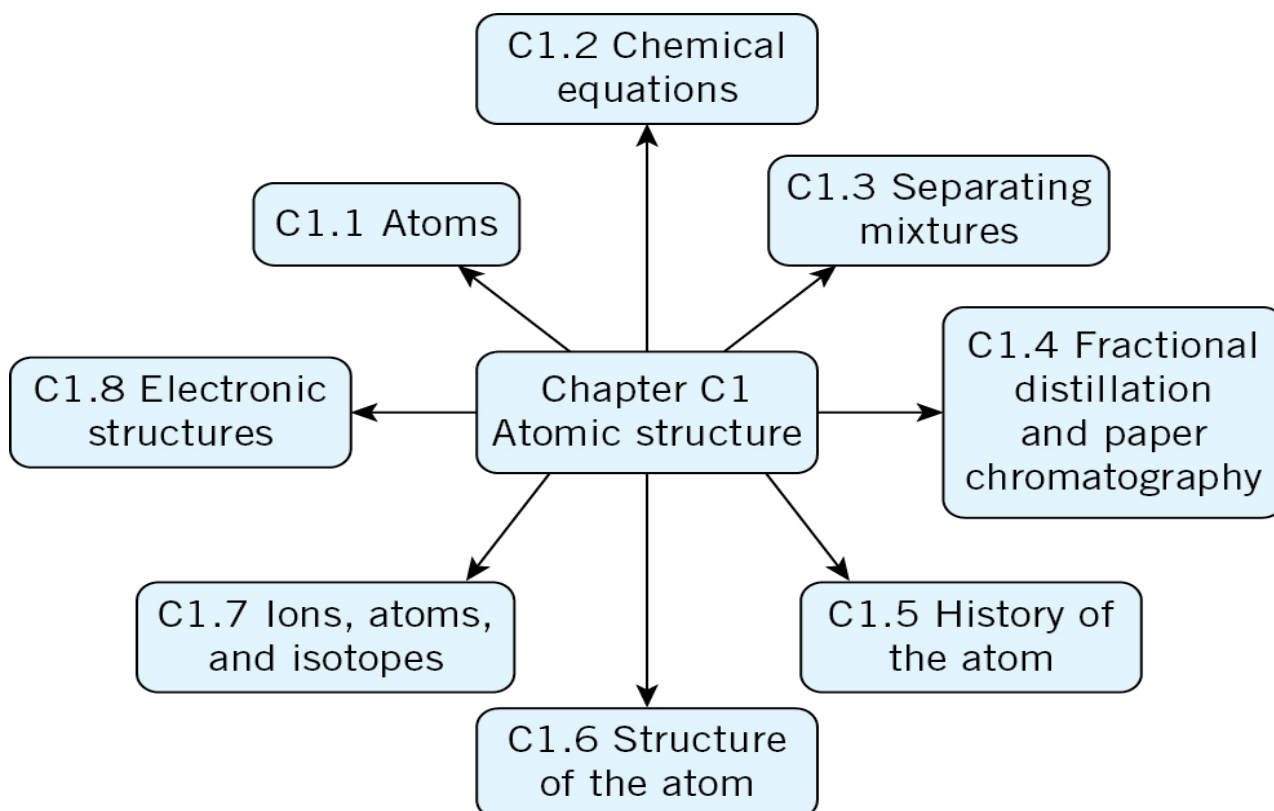 C1.2 Chemical
equations
C1.3 Separating
mixtures
C1.1 Atoms
C1.4 Fractional
distillation
and paper
chromatography
C1.8 Electronic
structures
Chapter C1
Atomic structure
C1.7 Ions, atoms,
and isotopes
C1.5 History of
the atom
C1.6 Structure
of the atom